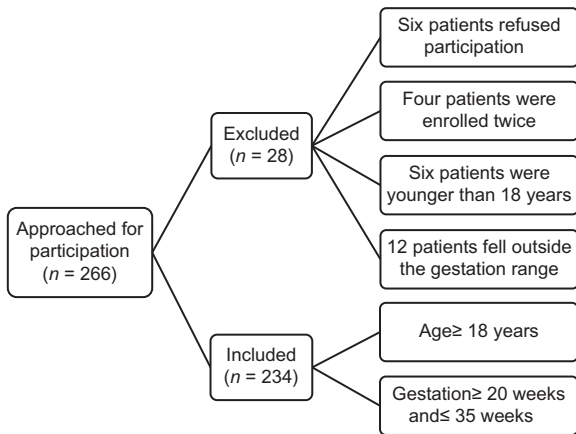 Approached for
participation
(n = 266)
Excluded
(n = 28)
Six patients refused
participation
Four patients were
enrolled twice
Six patients were
younger than 18 years
12 patients fell outside
the gestation range
Included
(n = 234)
Age≥ 18 years
Gestation≥ 20 weeks
and≤ 35 weeks